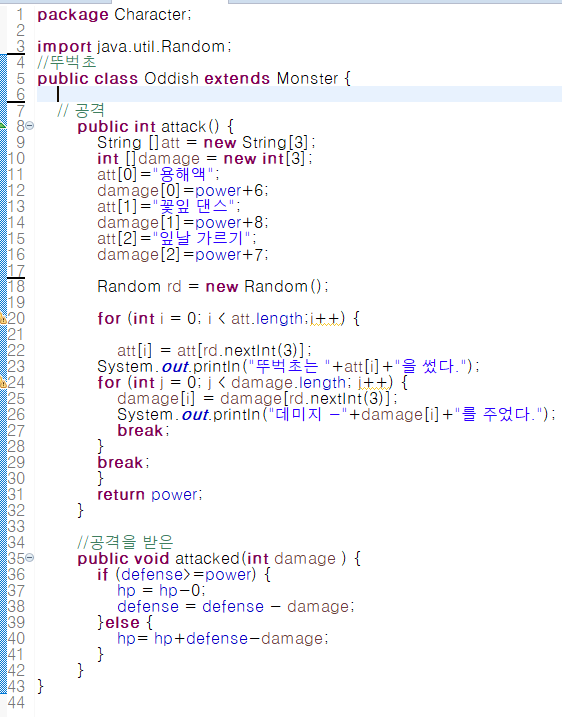 1 package Character;
2
3 import java.util.Random;
4 //뚜벅초
5 public class Oddish extends Monster {
6
7 // 공격
8 public int attack() {
9 String []att = new String[3];
10 int []damage = new int[3];
11 att[0]="용해액";
12 damage[0]=power+6;
13 att[1]="꽃잎 댄스";
14 damage[1]=power+8;
15 att[2]="잎날 가르기";
16 damage[2]=power+7;
17
18 Random rd = new Random();
19
20 for (int i = 0; i < att.length;i++) {
21
22 att[i] = att[rd.nextInt(3)];
23 System.out.println("뚜벅초는 "+att[i]+"을 썼다.");
24 for (int j = 0; j < damage.length; j++) {
25 damage[i] = damage[rd.nextInt(3)];
26 System.out.println("데미지 -"+damage[i]+"를 주었다.");
27 break;
28 }
29 break;
30 }
31 return power;
32 }
33
34 //공격을 받은
35 public void attacked(int damage ) {
36 if (defense>=power) {
37 hp = hp-0;
38 defense = defense - damage;
39 }else {
40 hp= hp+defense-damage;
41 }
42 }
43 }
44